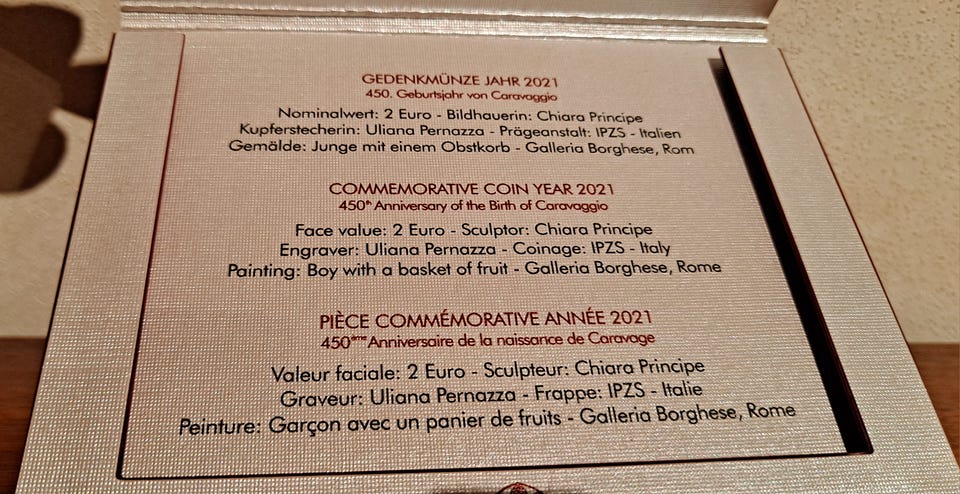 GEDENKMÜNZE JAHR 2021
450. Geburtsjahr von Caravaggio
Nominalwert: 2 Euro - Bildhauerin: Chiara Principe
Kupferstecherin: Uliana Pernazza - Prägeanstalt: IPZS - Italien
Gemälde: Junge mit einem Obstkorb - Galleria Borghese, Rom
COMMEMORATIVE COIN YEAR 2021
450th Anniversary of the Birth of Caravaggio
Face value: 2 Euro - Sculptor: Chiara Principe
Engraver: Uliana Pernazza - Coinage: IPZS - Italy
Painting: Boy with a basket of fruit - Galleria Borghese, Rome
PIÈCE COMMÉMORATIVE ANNÉE 2021
450ème Anniversaire de la naissance de Caravage
Valeur faciale: 2 Euro - Sculpteur: Chiara Principe
Graveur: Uliana Pernazza - Frappe: IPZS - Italie
Peinture: Garçon avec un panier de fruits - Galleria Borghese, Rome